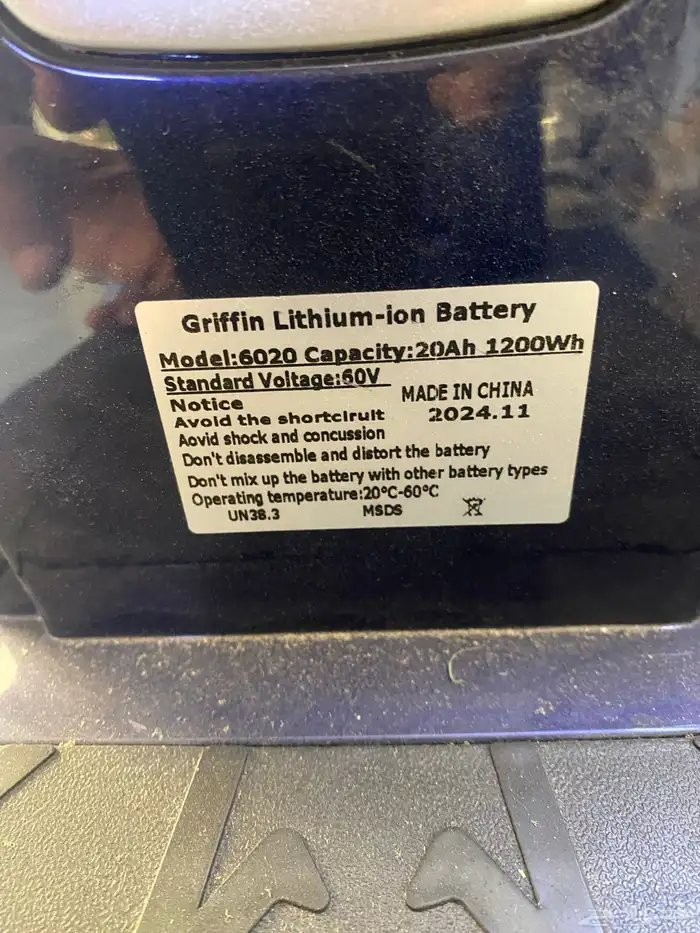 Griffin Lithium-ion Battery
Model:6020 Capacity:20Ah 1200Wh
Standard Voltage:60V
Notice
MADE IN CHINA
Avoid the shortciruit
2024.11
Aovid shock and concussion
Don't disassemble and distort the battery
Don't mix up the battery with other battery types
Operating temperature:20°C-60°C
UN38.3 MSDS